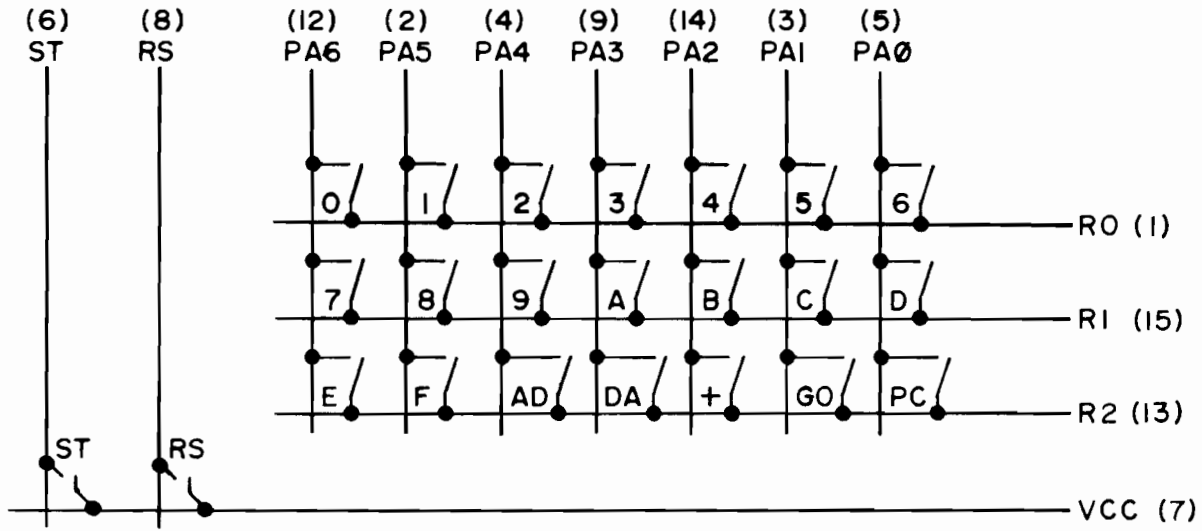 (6) (8) (12) (2) (4) (9) (14) (3) (5)
ST RS PA6 PA5 PA4 PA3 PA2 PA1 PAØ
0 1 2 3 4 5 6 R0 (1)
7 8 9 A B C D R1 (15)
E F AD DA + GO PC R2 (13)
ST RS
VCC (7)